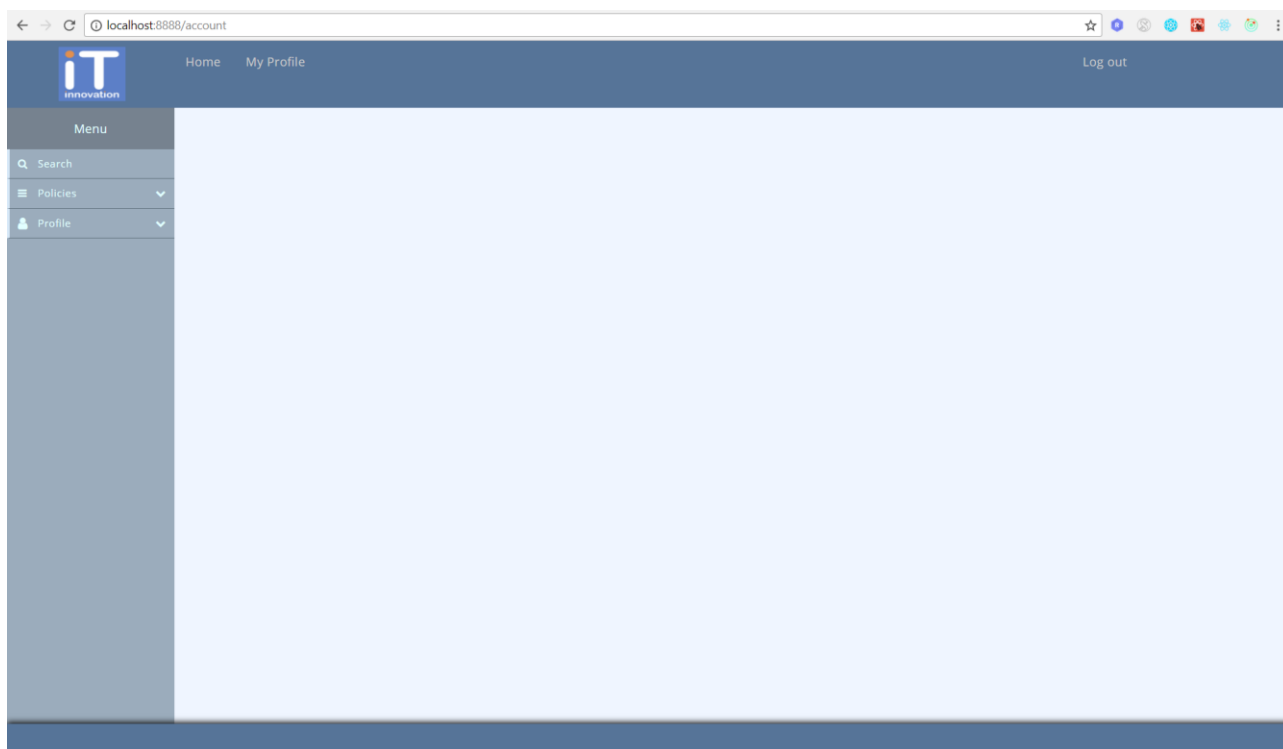 localhost:8888/account
iT
innovation
Home My Profile Log out
Menu
Search
Policies
Profile